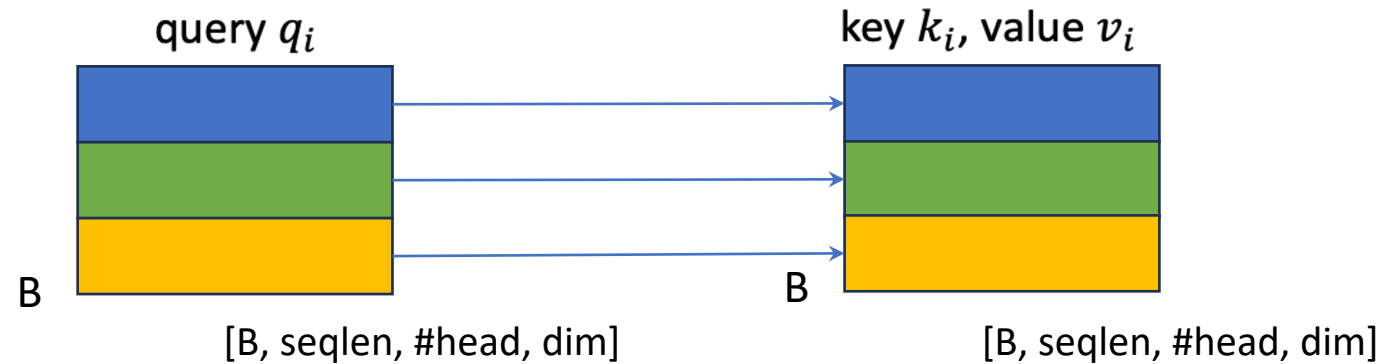 query 𝑞𝑖
key 𝑘𝑖, value 𝑣𝑖
B
B
[B, seqlen, #head, dim]
[B, seqlen, #head, dim]